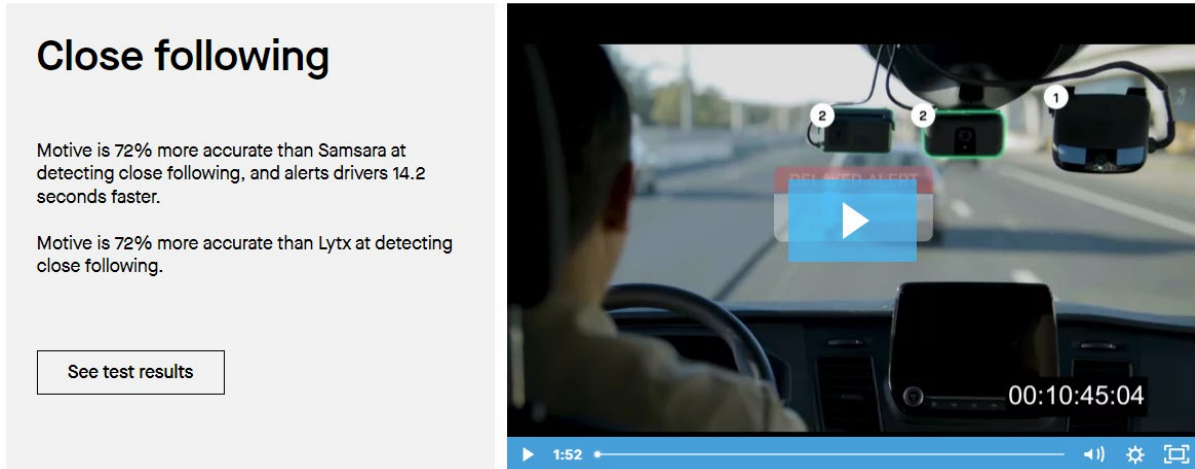 Close following
Motive is 72% more accurate than Samsara at
detecting close following, and alerts drivers 14.2
seconds faster.
Motive is 72% more accurate than Lytx at detecting
close following.
See test results
2
2
1
DELAYED ALERT
00:10:45:04
1:52